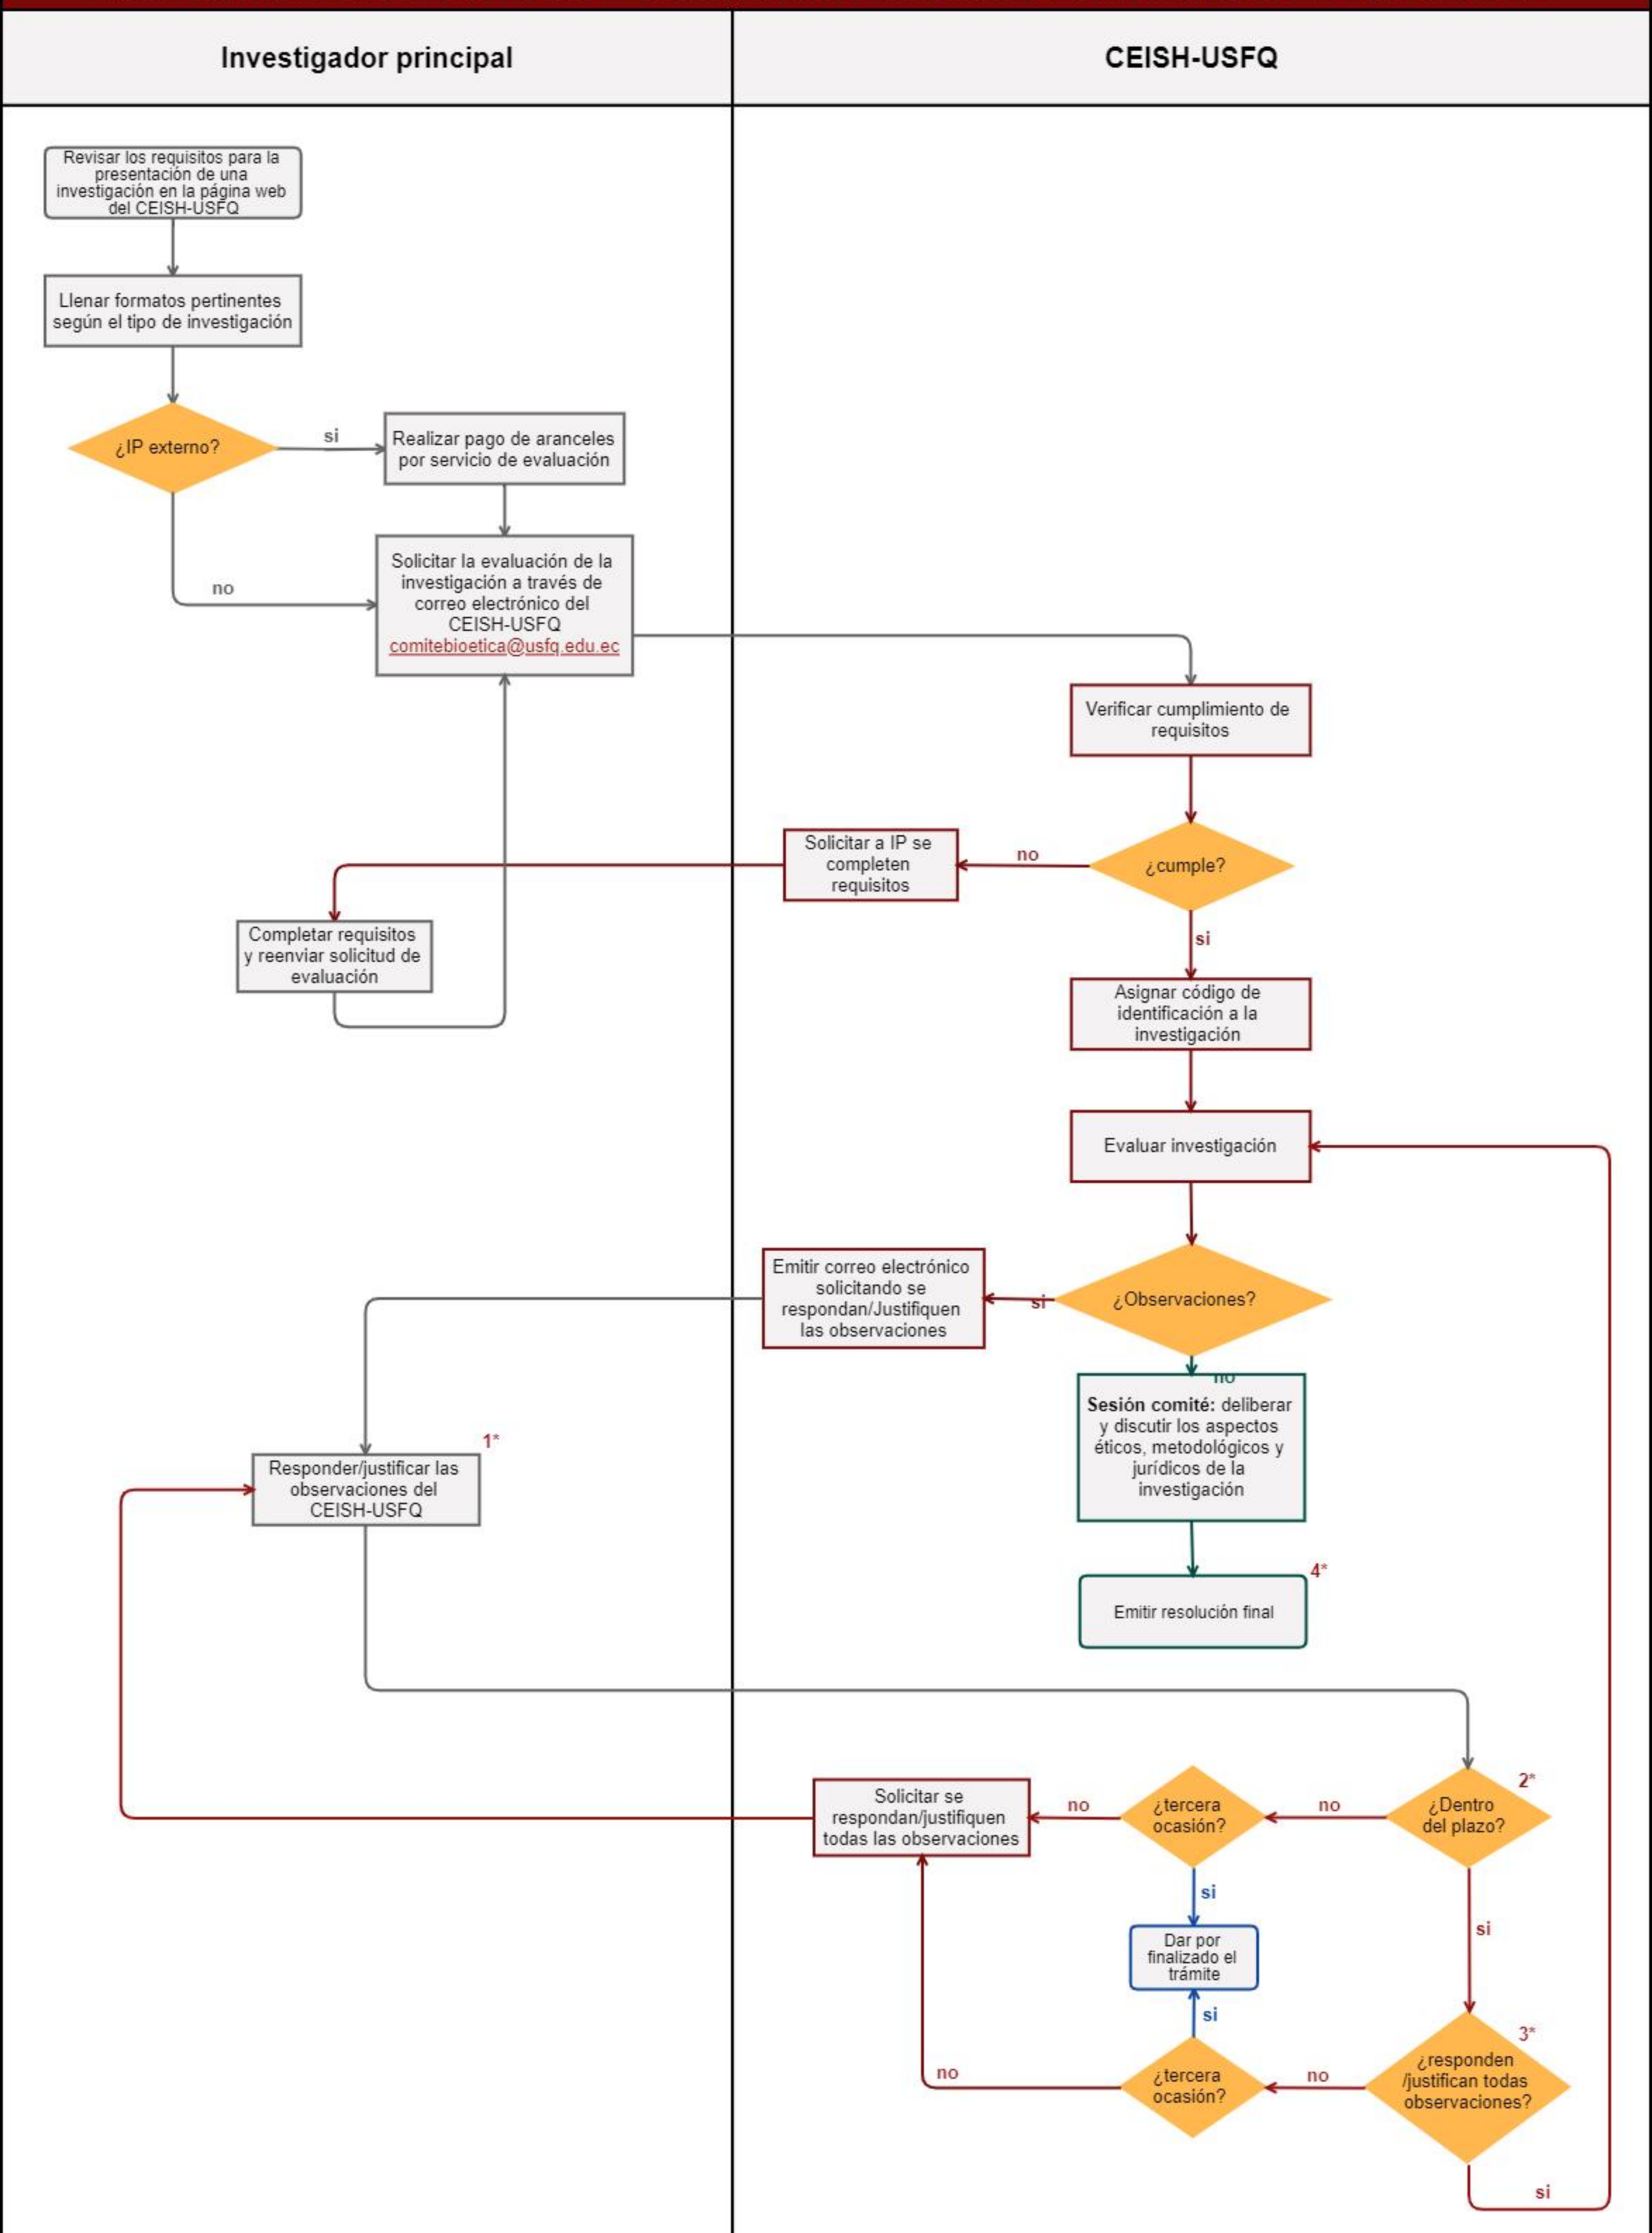 Investigador principal
CEISH-USFQ
Revisar los requisitos para la
presentación de una
investigación en la página web
del CEISH-USFQ
Llenar formatos pertinentes
según el tipo de investigación
¿IP externo?
si
Realizar pago de aranceles
por servicio de evaluación
no
Solicitar la evaluación de la
investigación a través de
correo electrónico del
CEISH-USFQ
comitebioetica@usfq.edu.ec
Verificar cumplimiento de
requisitos
¿cumple?
no
Solicitar a IP se
completen
requisitos
Completar requisitos
y reenviar solicitud de
evaluación
si
Asignar código de
identificación a la
investigación
Evaluar investigación
¿Observaciones?
si
Emitir correo electrónico
solicitando se
respondan/Justifiquen
las observaciones
no
Sesión comité: deliberar
y discutir los aspectos
éticos, metodológicos y
jurídicos de la
investigación
1*
Responder/justificar las
observaciones del
CEISH-USFQ
4*
Emitir resolución final
2*
¿Dentro
del plazo?
no
¿tercera
ocasión?
no
Solicitar se
respondan/justifiquen
todas las observaciones
si
Dar por
finalizado el
trámite
si
si
3*
¿responden
/justifican todas
observaciones?
no
¿tercera
ocasión?
no
si